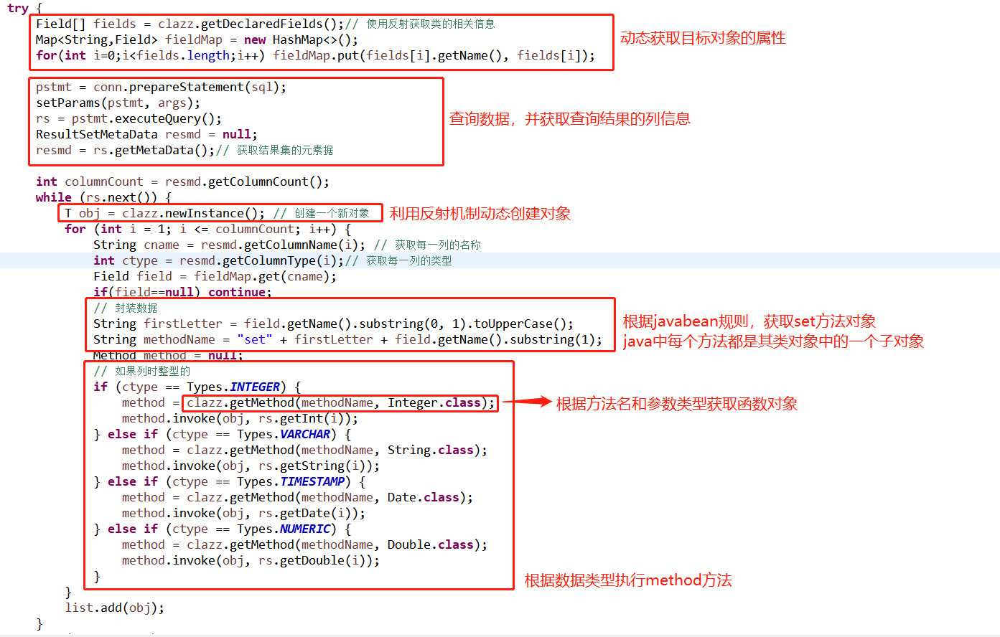 try {
Field[] fields = clazz.getDeclaredFields();// 使用反射获取类的相关信息
Map<String,Field> fieldMap = new HashMap<>();
for(int i=0;i<fields.length;i++) fieldMap.put(fields[i].getName(), fields[i]);
动态获取目标对象的属性
pstmt = conn.prepareStatement(sql);
setParams(pstmt, args);
rs = pstmt.executeQuery();
ResultSetMetaData resmd = null;
resmd = rs.getMetaData();// 获取结果集的元素据
查询数据，并获取查询结果的列信息
int columnCount = resmd.getColumnCount();
while (rs.next()) {
T obj = clazz.newInstance(); // 创建一个新对象
利用反射机制动态创建对象
for (int i = 1; i <= columnCount; i++) {
String cname = resmd.getColumnName(i); // 获取每一列的名称
int ctype = resmd.getColumnType(i);// 获取每一列的类型
Field field = fieldMap.get(cname);
if(field==null) continue;
// 封装数据
String firstLetter = field.getName().substring(0, 1).toUpperCase();
String methodName = "set" + firstLetter + field.getName().substring(1);
根据javabean规则，获取set方法对象
java中每个方法都是其类对象中的一个子对象
Method method = null;
// 如果列时整型的
if (ctype == Types.INTEGER) {
method = clazz.getMethod(methodName, Integer.class);
根据方法名和参数类型获取函数对象
method.invoke(obj, rs.getInt(i));
} else if (ctype == Types.VARCHAR) {
method = clazz.getMethod(methodName, String.class);
method.invoke(obj, rs.getString(i));
} else if (ctype == Types.TIMESTAMP) {
method = clazz.getMethod(methodName, Date.class);
method.invoke(obj, rs.getDate(i));
} else if (ctype == Types.NUMERIC) {
method = clazz.getMethod(methodName, Double.class);
method.invoke(obj, rs.getDouble(i));
}
根据数据类型执行method方法
}
list.add(obj);
}